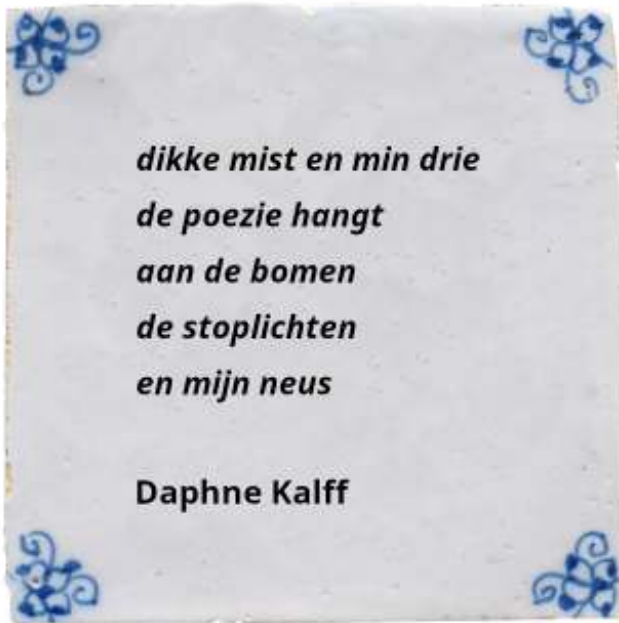 dikke mist en min drie
de poezie hangt
aan de bomen
de stoplichten
en mijn neus
Daphne Kalff